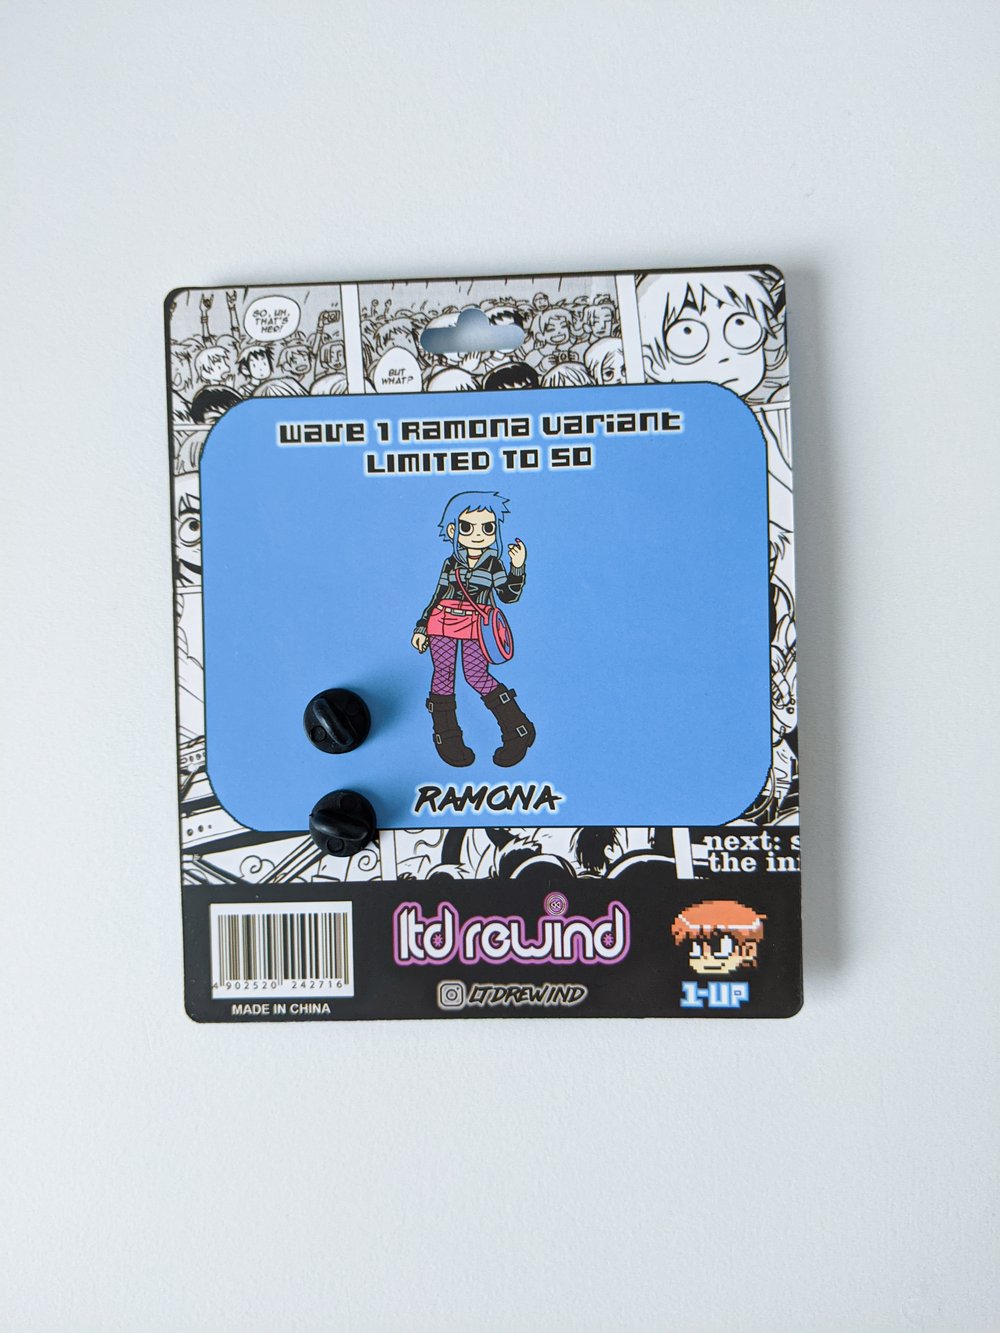 SO, UH,
THAT'S
HER?
BUT
WHAT?
Wave 1 Ramona Variant
LIMITED TO 50
RAMONA
next: s
the in
ltd rewind
LTDREWIND
1-UP
4 902520 242716
MADE IN CHINA